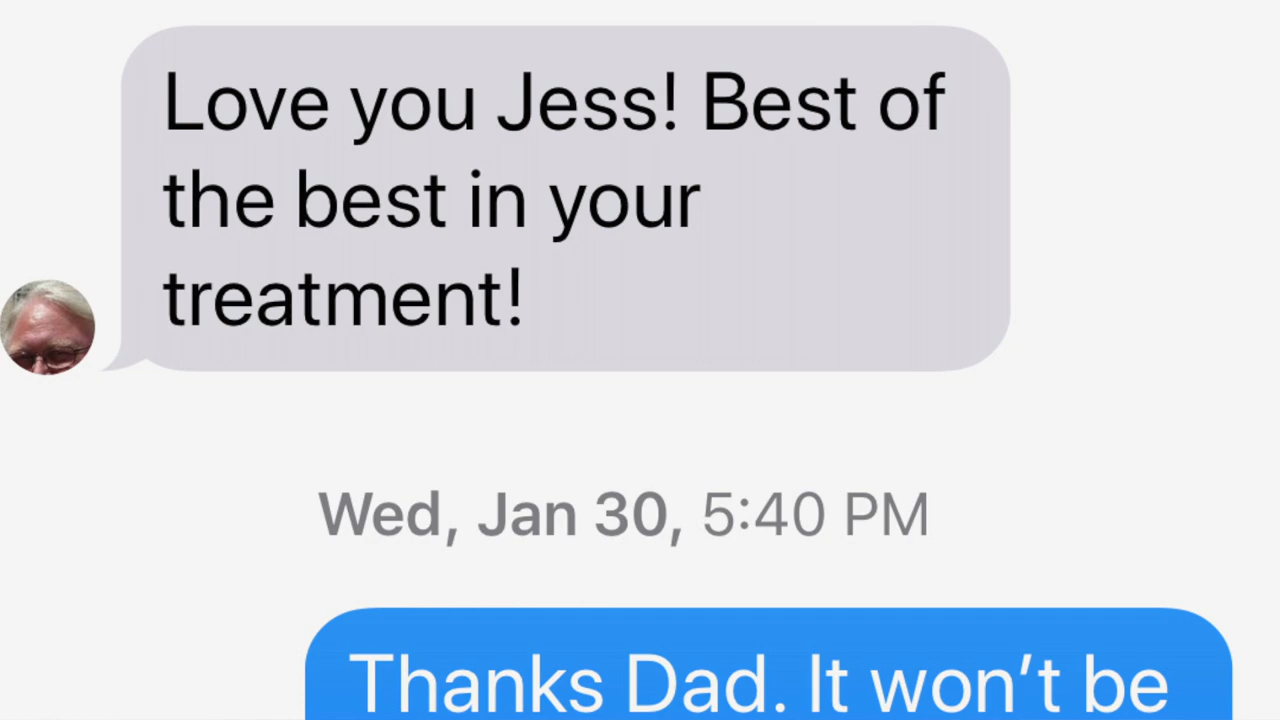 Love you Jess! Best of
the best in your
treatment!
Wed, Jan 30, 5:40 PM
Thanks Dad. It won’t be